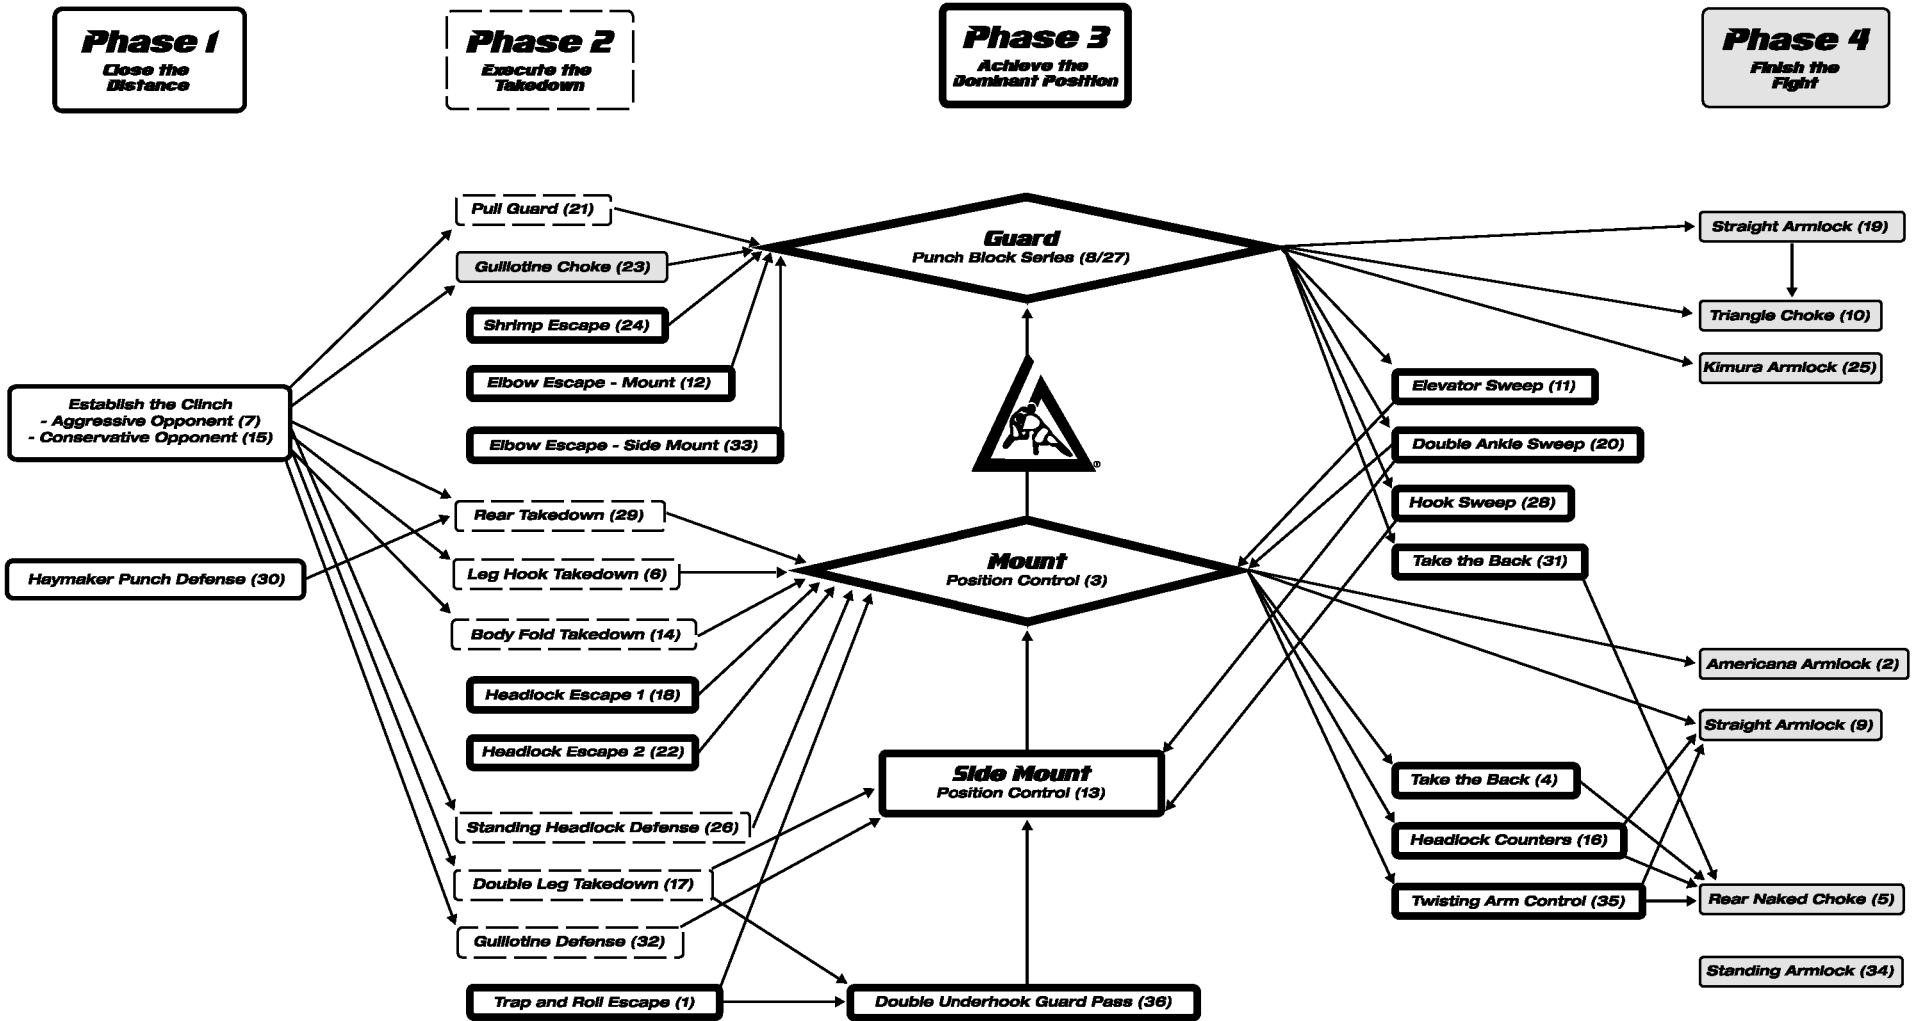 Phase 1
Close the
Distance
Phase 2
Execute the
Takedown
Phase 3
Achieve the
Dominant Position
Phase 4
Finish the
Fight
Establish the Clinch
- Aggressive Opponent (7)
- Conservative Opponent (15)
Haymaker Punch Defense (30)
Pull Guard (21)
Guillotine Choke (23)
Shrimp Escape (24)
Elbow Escape - Mount (12)
Elbow Escape - Side Mount (33)
Rear Takedown (29)
Leg Hook Takedown (6)
Body Fold Takedown (14)
Headlock Escape 1 (18)
Headlock Escape 2 (22)
Standing Headlock Defense (26)
Double Leg Takedown (17)
Guillotine Defense (32)
Trap and Roll Escape (1)
Guard
Punch Block Series (8/27)
®
Mount
Position Control (3)
Side Mount
Position Control (13)
Double Underhook Guard Pass (36)
Elevator Sweep (11)
Double Ankle Sweep (20)
Hook Sweep (28)
Take the Back (31)
Take the Back (4)
Headlock Counters (16)
Twisting Arm Control (35)
Straight Armlock (19)
Triangle Choke (10)
Kimura Armlock (25)
Americana Armlock (2)
Straight Armlock (9)
Rear Naked Choke (5)
Standing Armlock (34)